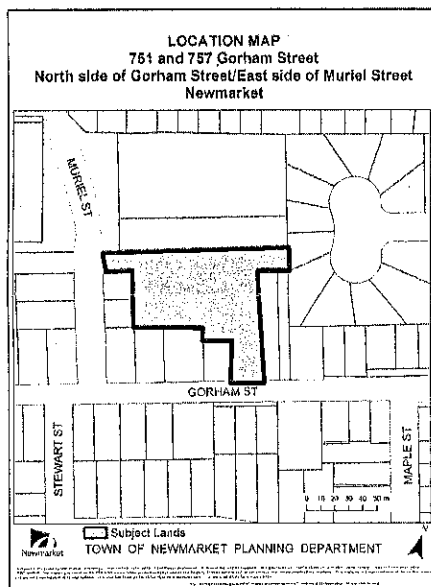 LOCATION MAP
751 and 757 Gorham Street
North side of Gorham Street/East side of Muriel Street
Newmarket
MURIEL ST
GORHAM ST
STEWART ST
MAPLE ST
0 10 20 30 40 50 m
Subject Lands
Newmarket
TOWN OF NEWMARKET PLANNING DEPARTMENT
N